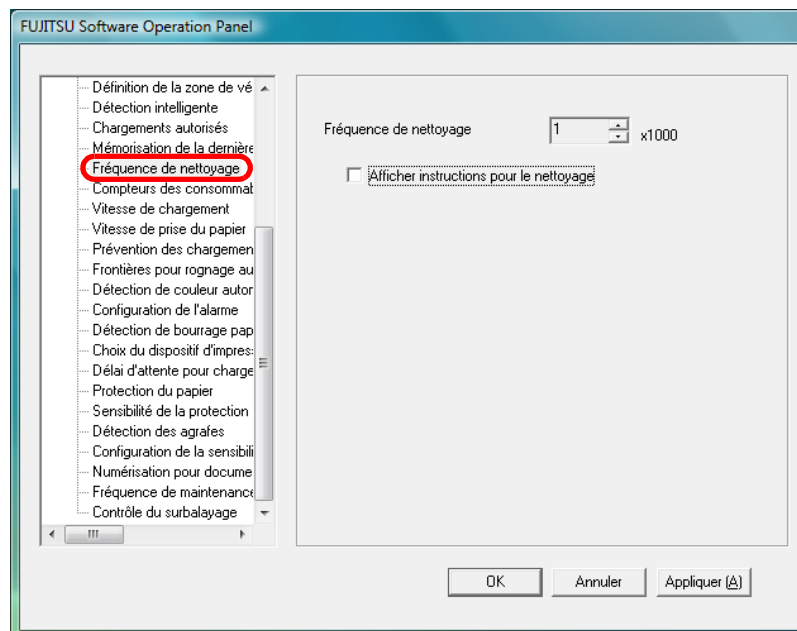 FUJITSU Software Operation Panel
Définition de la zone de vé
Détection intelligente
Chargements autorisés
Mémorisation de la dernière
Fréquence de nettoyage
Compteurs des consommat
Vitesse de chargement
Vitesse de prise du papier
Prévention des chargemen
Frontières pour rognage au
Détection de couleur autor
Configuration de l'alarme
Détection de bourrage pap
Choix du dispositif d'impres
Délai d'attente pour charge
Protection du papier
Sensibilité de la protection
Détection des agrafes
Configuration de la sensibili
Numérisation pour docume
Fréquence de maintenance
Contrôle du surbalayage
Fréquence de nettoyage 1 x1000
Afficher instructions pour le nettoyage
OK Annuler Appliquer (A)